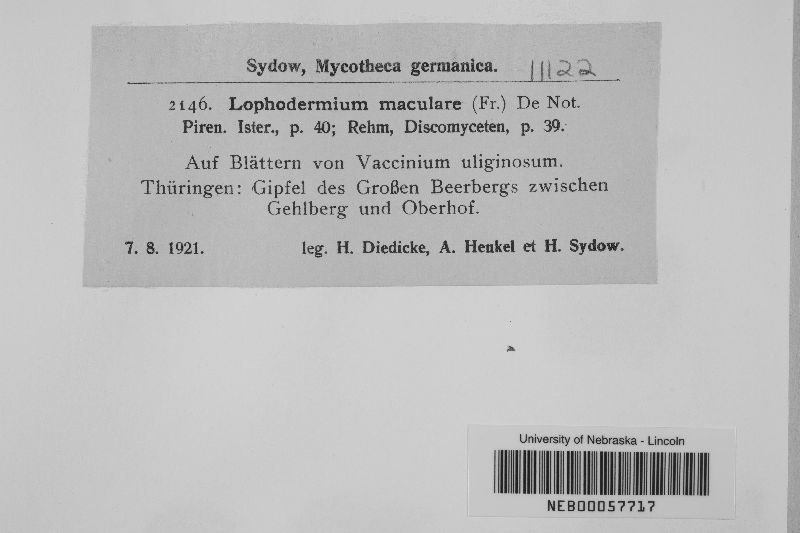 Sydow, Mycotheca germanica. 11122
2146. Lophodermium maculare (Fr.) De Not.
Piren. Ister., p. 40; Rehm, Discomyceten, p. 39.
Auf Blättern von Vaccinium uliginosum.
Thüringen: Gipfel des Großen Beerbergs zwischen
Gehlberg und Oberhof.
7. 8. 1921. leg. H. Diedicke, A. Henkel et H. Sydow.
University of Nebraska - Lincoln
NEB00057717